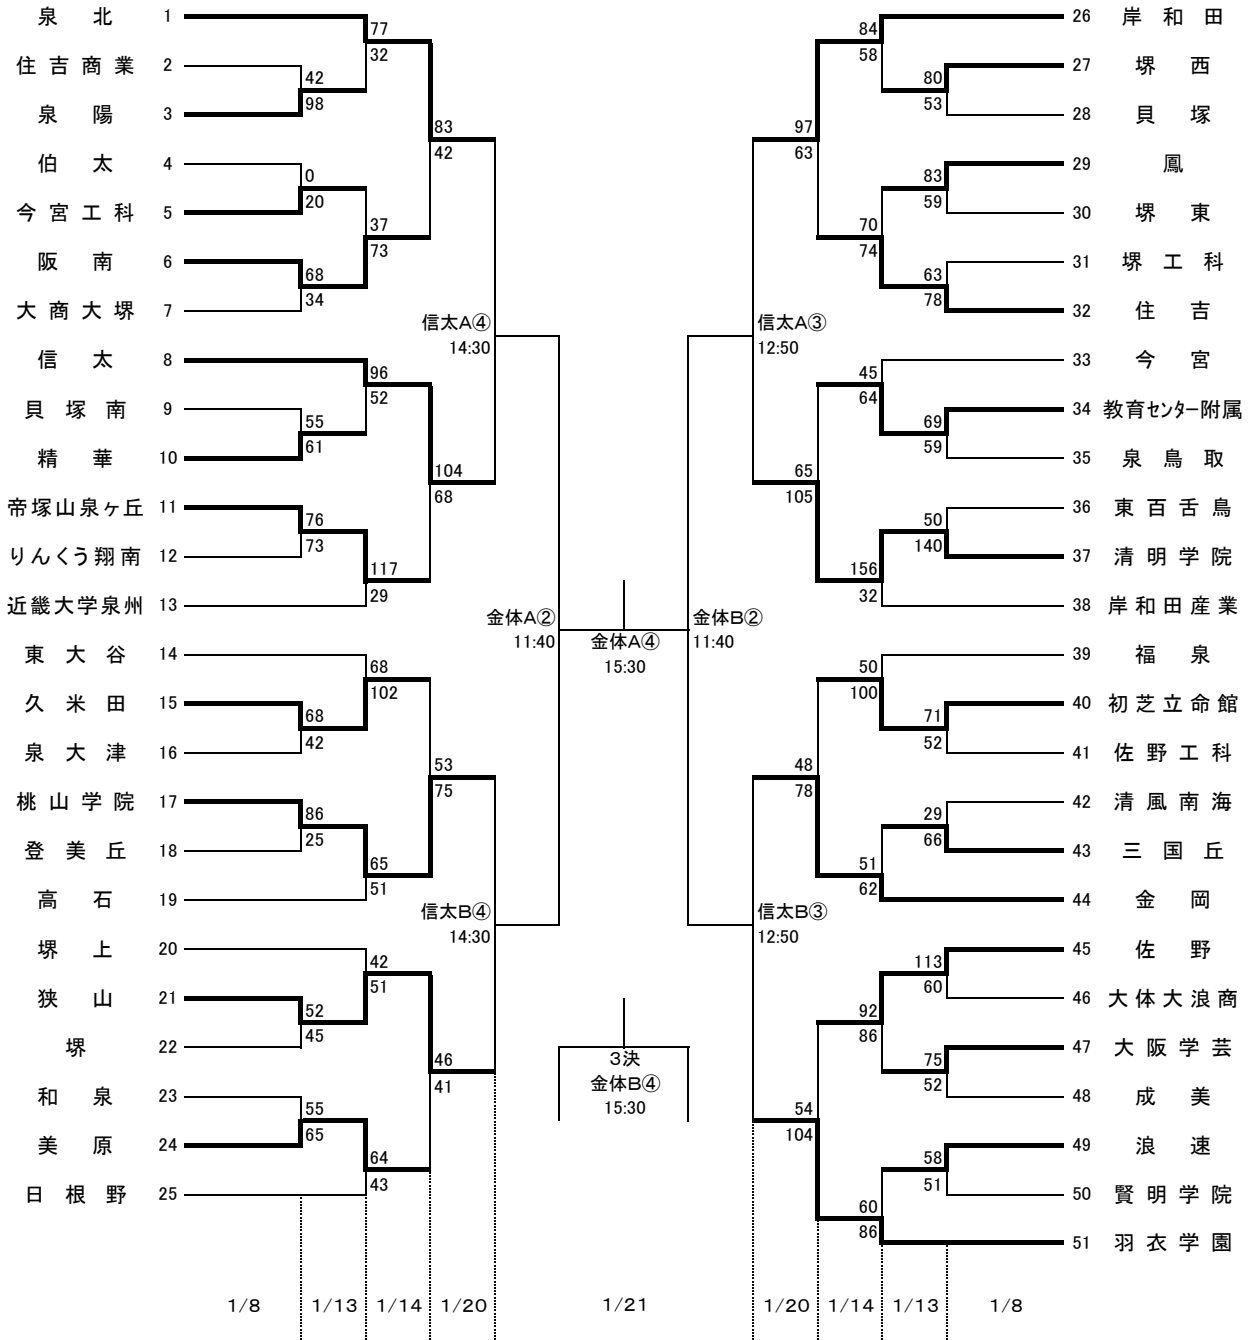 泉北 1
住吉商業 2
泉陽 3
伯太 4
今宮工科 5
阪南 6
大商大堺 7
信太 8
貝塚南 9
精華 10
帝塚山泉ヶ丘 11
りんくう翔南 12
近畿大学泉州 13
東大谷 14
久米田 15
泉大津 16
桃山学院 17
登美丘 18
高石 19
堺上 20
狭山 21
堺 22
和泉 23
美原 24
日根野 25
42
98
0
20
68
34
55
61
76
73
68
42
86
25
52
45
55
65
77
32
37
73
96
52
117
29
68
102
65
51
42
51
64
43
83
42
104
68
53
75
46
41
信太A④
14:30
信太B④
14:30
金体A②
11:40
金体A④
15:30
3決
金体B④
15:30
金体B②
11:40
信太A③
12:50
信太B③
12:50
97
63
65
105
48
78
54
104
84
58
70
74
45
64
156
32
50
100
51
62
92
86
60
86
80
53
83
59
63
78
69
59
50
140
71
52
29
66
113
60
75
52
58
51
26 岸和田
27 堺西
28 貝塚
29 鳳
30 堺東
31 堺工科
32 住吉
33 今宮
34 教育センター附属
35 泉鳥取
36 東百舌鳥
37 清明学院
38 岸和田産業
39 福泉
40 初芝立命館
41 佐野工科
42 清風南海
43 三国丘
44 金岡
45 佐野
46 大体大浪商
47 大阪学芸
48 成美
49 浪速
50 賢明学院
51 羽衣学園
1/8 1/13 1/14 1/20 1/21 1/20 1/14 1/13 1/8